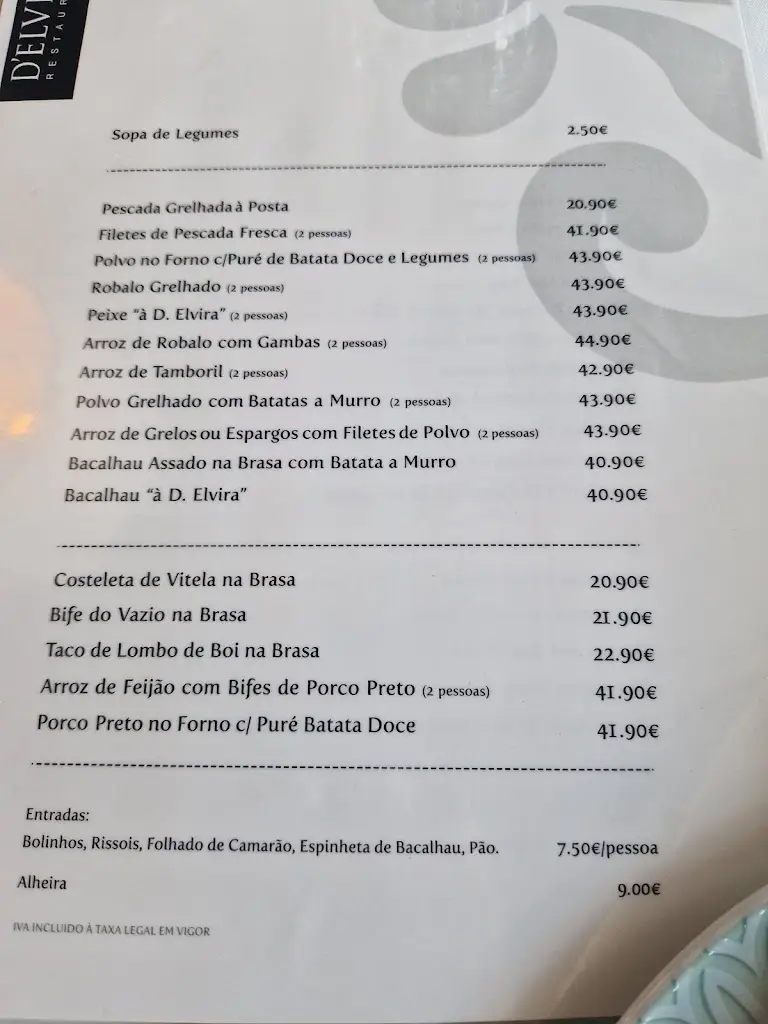 D'ELV
RESTAUR
Sopa de Legumes 2.50€
Pescada Grelhada à Posta 20.90€
Filetes de Pescada Fresca (2 pessoas) 41.90€
Polvo no Forno c/Puré de Batata Doce e Legumes (2 pessoas) 43.90€
Robalo Grelhado (2 pessoas) 43.90€
Peixe "à D. Elvira" (2 pessoas) 43.90€
Arroz de Robalo com Gambas (2 pessoas) 44.90€
Arroz de Tamboril (2 pessoas) 42.90€
Polvo Grelhado com Batatas a Murro (2 pessoas) 43.90€
Arroz de Grelos ou Espargos com Filetes de Polvo (2 pessoas) 43.90€
Bacalhau Assado na Brasa com Batata a Murro 40.90€
Bacalhau "à D. Elvira" 40.90€
Costeleta de Vitela na Brasa 20.90€
Bife do Vazio na Brasa 21.90€
Taco de Lombo de Boi na Brasa 22.90€
Arroz de Feijão com Bifes de Porco Preto (2 pessoas) 41.90€
Porco Preto no Forno c/ Puré Batata Doce 41.90€
Entradas:
Bolinhos, Rissois, Folhado de Camarão, Espinheta de Bacalhau, Pão. 7.50€/pessoa
Alheira 9.00€
IVA INCLUIDO À TAXA LEGAL EM VIGOR